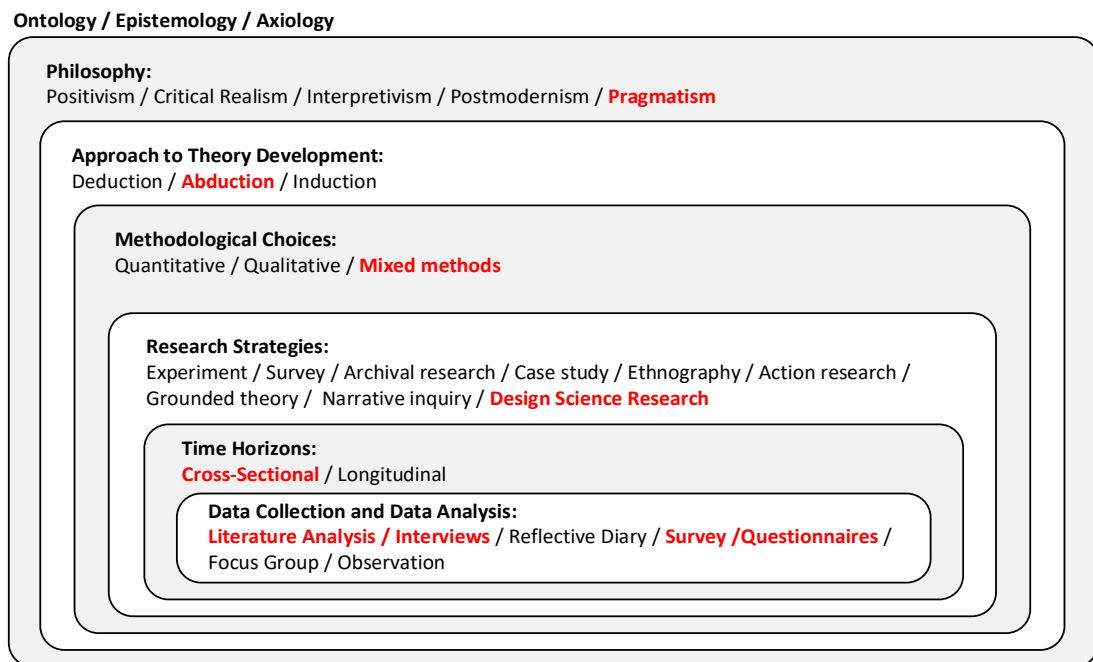 Ontology / Epistemology / Axiology
Philosophy:
Positivism / Critical Realism / Interpretivism / Postmodernism / Pragmatism
Approach to Theory Development:
Deduction / Abduction / Induction
Methodological Choices:
Quantitative / Qualitative / Mixed methods
Research Strategies:
Experiment / Survey / Archival research / Case study / Ethnography / Action research /
Grounded theory / Narrative inquiry / Design Science Research
Time Horizons:
Cross-Sectional / Longitudinal
Data Collection and Data Analysis:
Literature Analysis / Interviews / Reflective Diary / Survey /Questionnaires /
Focus Group / Observation